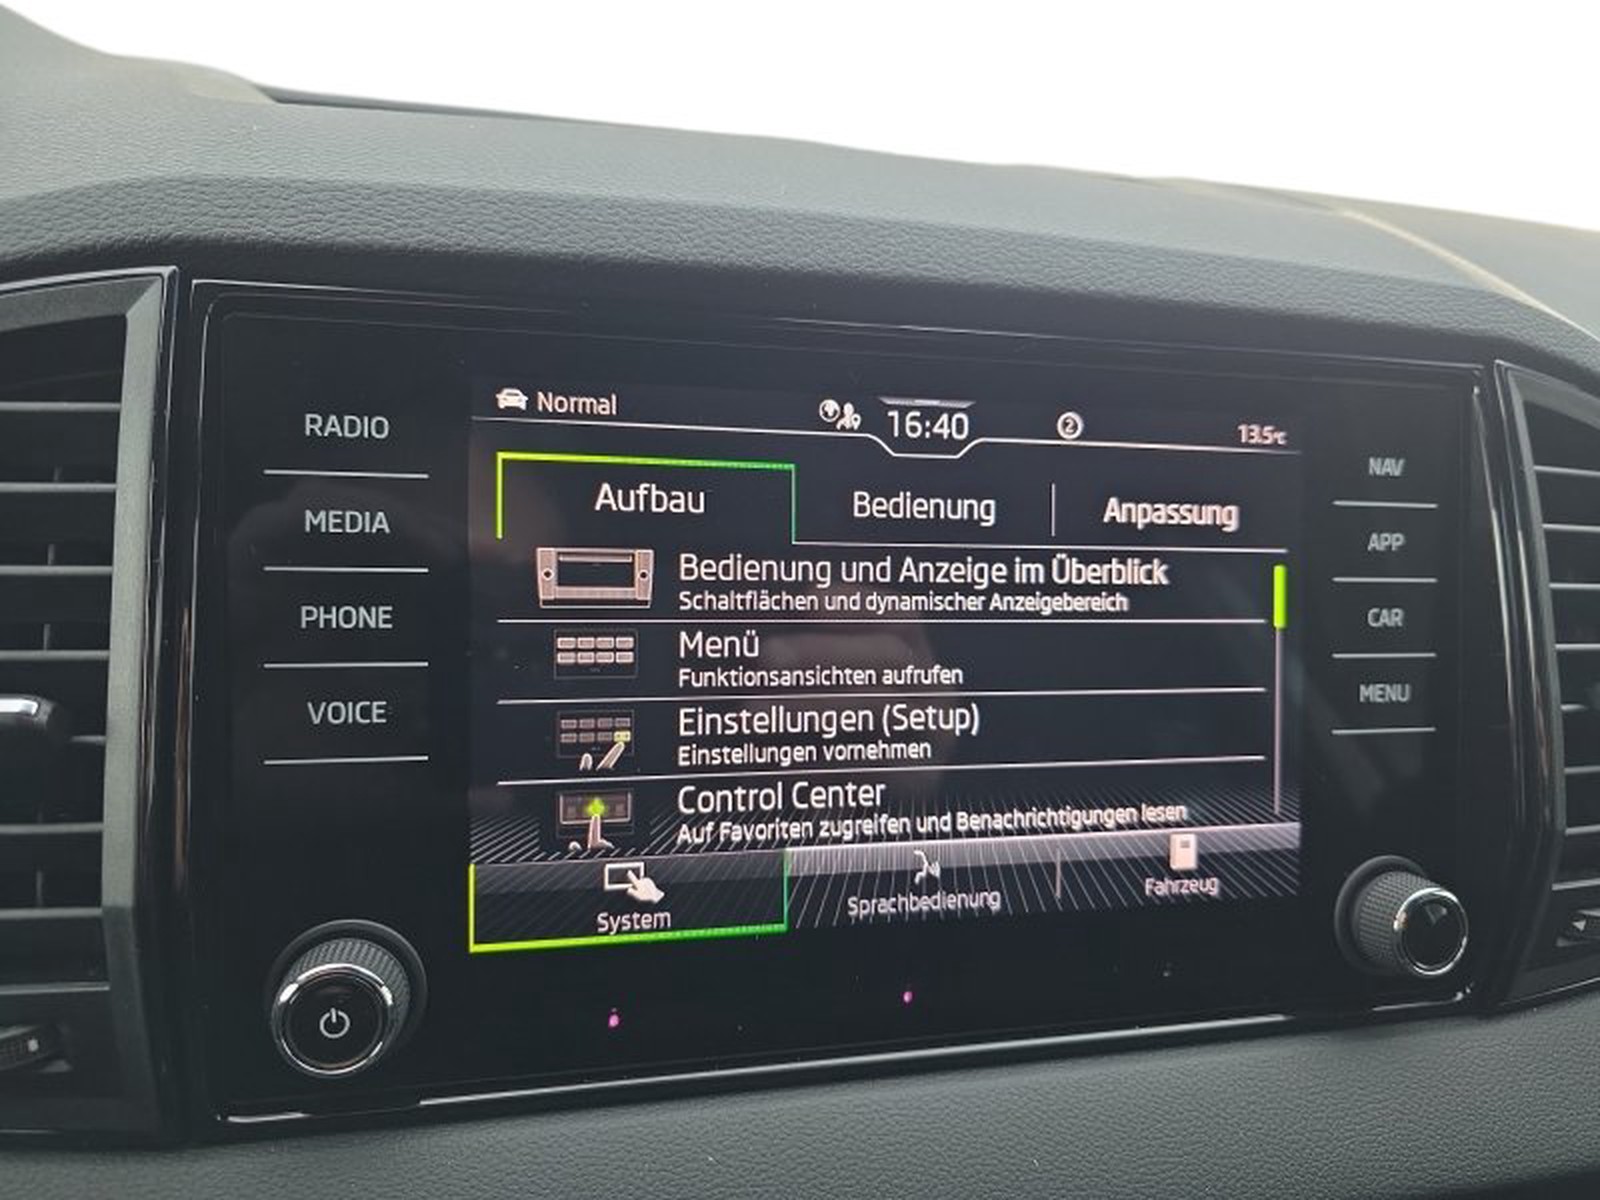 RADIO
MEDIA
PHONE
VOICE
Normal
16:40
2
13.5°C
Aufbau
Bedienung
Anpassung
Bedienung und Anzeige im Überblick
Schaltflächen und dynamischer Anzeigebereich
Menü
Funktionsansichten aufrufen
Einstellungen (Setup)
Einstellungen vornehmen
Control Center
Auf Favoriten zugreifen und Benachrichtigungen lesen
System
Sprachbedienung
Fahrzeug
NAV
APP
CAR
MENU